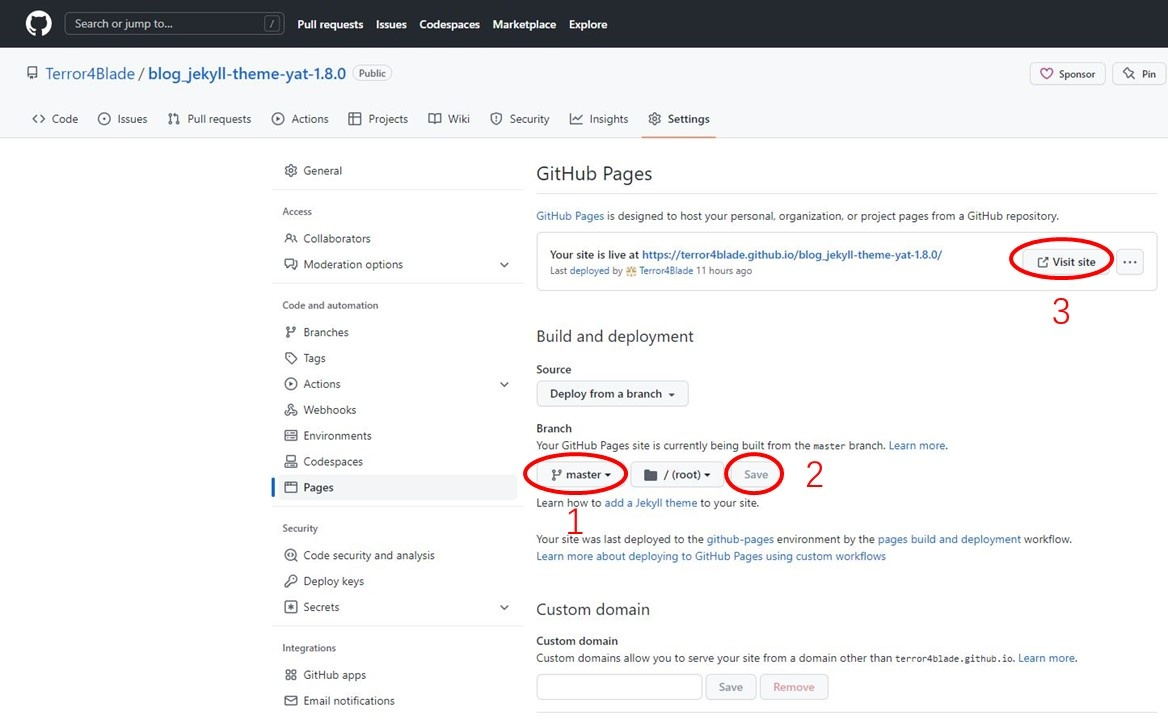 Search or jump to... /
Pull requests Issues Codespaces Marketplace Explore
Terror4Blade / blog_jekyll-theme-yat-1.8.0 Public
Sponsor Pin
Code Issues Pull requests Actions Projects Wiki Security Insights Settings
General
Access
Collaborators
Moderation options
Code and automation
Branches
Tags
Actions
Webhooks
Environments
Codespaces
Pages
Security
Code security and analysis
Deploy keys
Secrets
Integrations
GitHub apps
Email notifications
GitHub Pages
GitHub Pages is designed to host your personal, organization, or project pages from a GitHub repository.
Your site is live at https://terror4blade.github.io/blog_jekyll-theme-yat-1.8.0/
Last deployed by Terror4Blade 11 hours ago
Visit site ...
3
Build and deployment
Source
Deploy from a branch
Branch
Your GitHub Pages site is currently being built from the master branch. Learn more.
master / (root) Save 2
Learn how to add a Jekyll theme to your site.
1
Your site was last deployed to the github-pages environment by the pages build and deployment workflow.
Learn more about deploying to GitHub Pages using custom workflows
Custom domain
Custom domain
Custom domains allow you to serve your site from a domain other than terror4blade.github.io. Learn more.
Save Remove